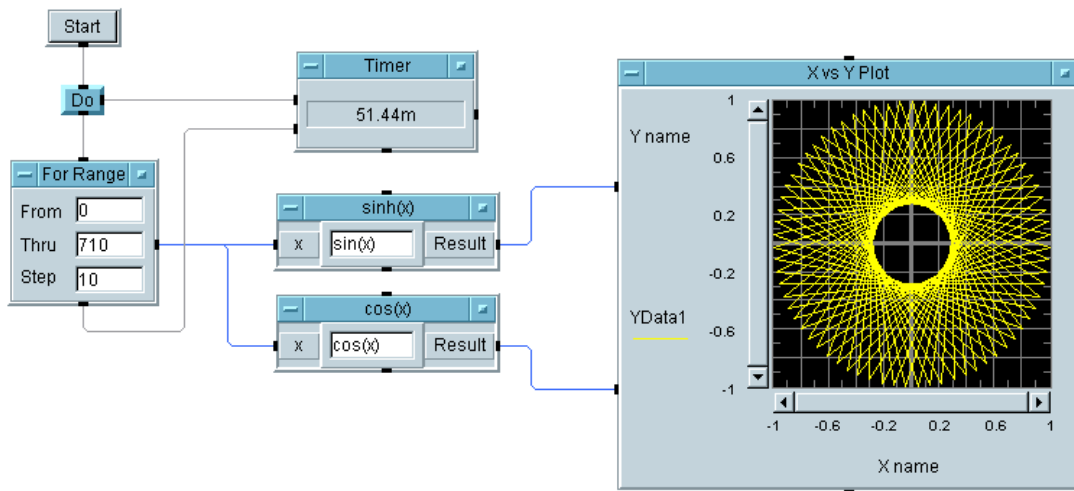 Start
Do
Timer
51.44m
For Range
From 0
Thru 710
Step 10
sinh(x)
x sin(x) Result
cos(x)
x cos(x) Result
X vs Y Plot
Y name
YData1
1
0.6
0.2
-0.2
-0.6
-1
-1 -0.6 -0.2 0.2 0.6 1
X name